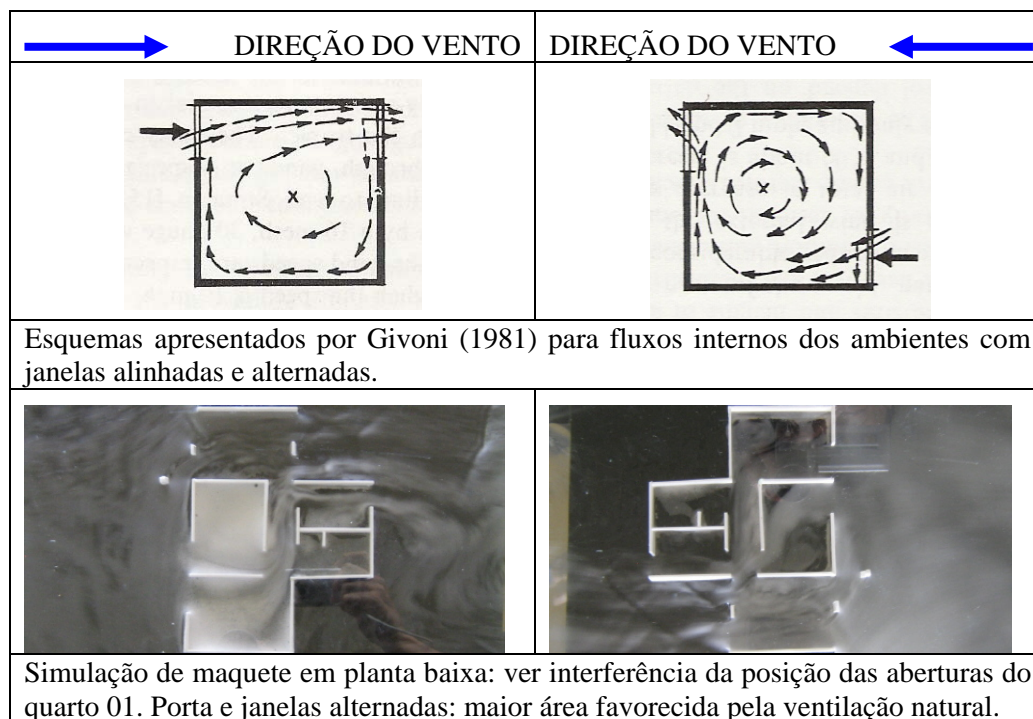 DIREÇÃO DO VENTO
DIREÇÃO DO VENTO
x
x
Esquemas apresentados por Givoni (1981) para fluxos internos dos ambientes com
janelas alinhadas e alternadas.
Simulação de maquete em planta baixa: ver interferência da posição das aberturas do
quarto 01. Porta e janelas alternadas: maior área favorecida pela ventilação natural.